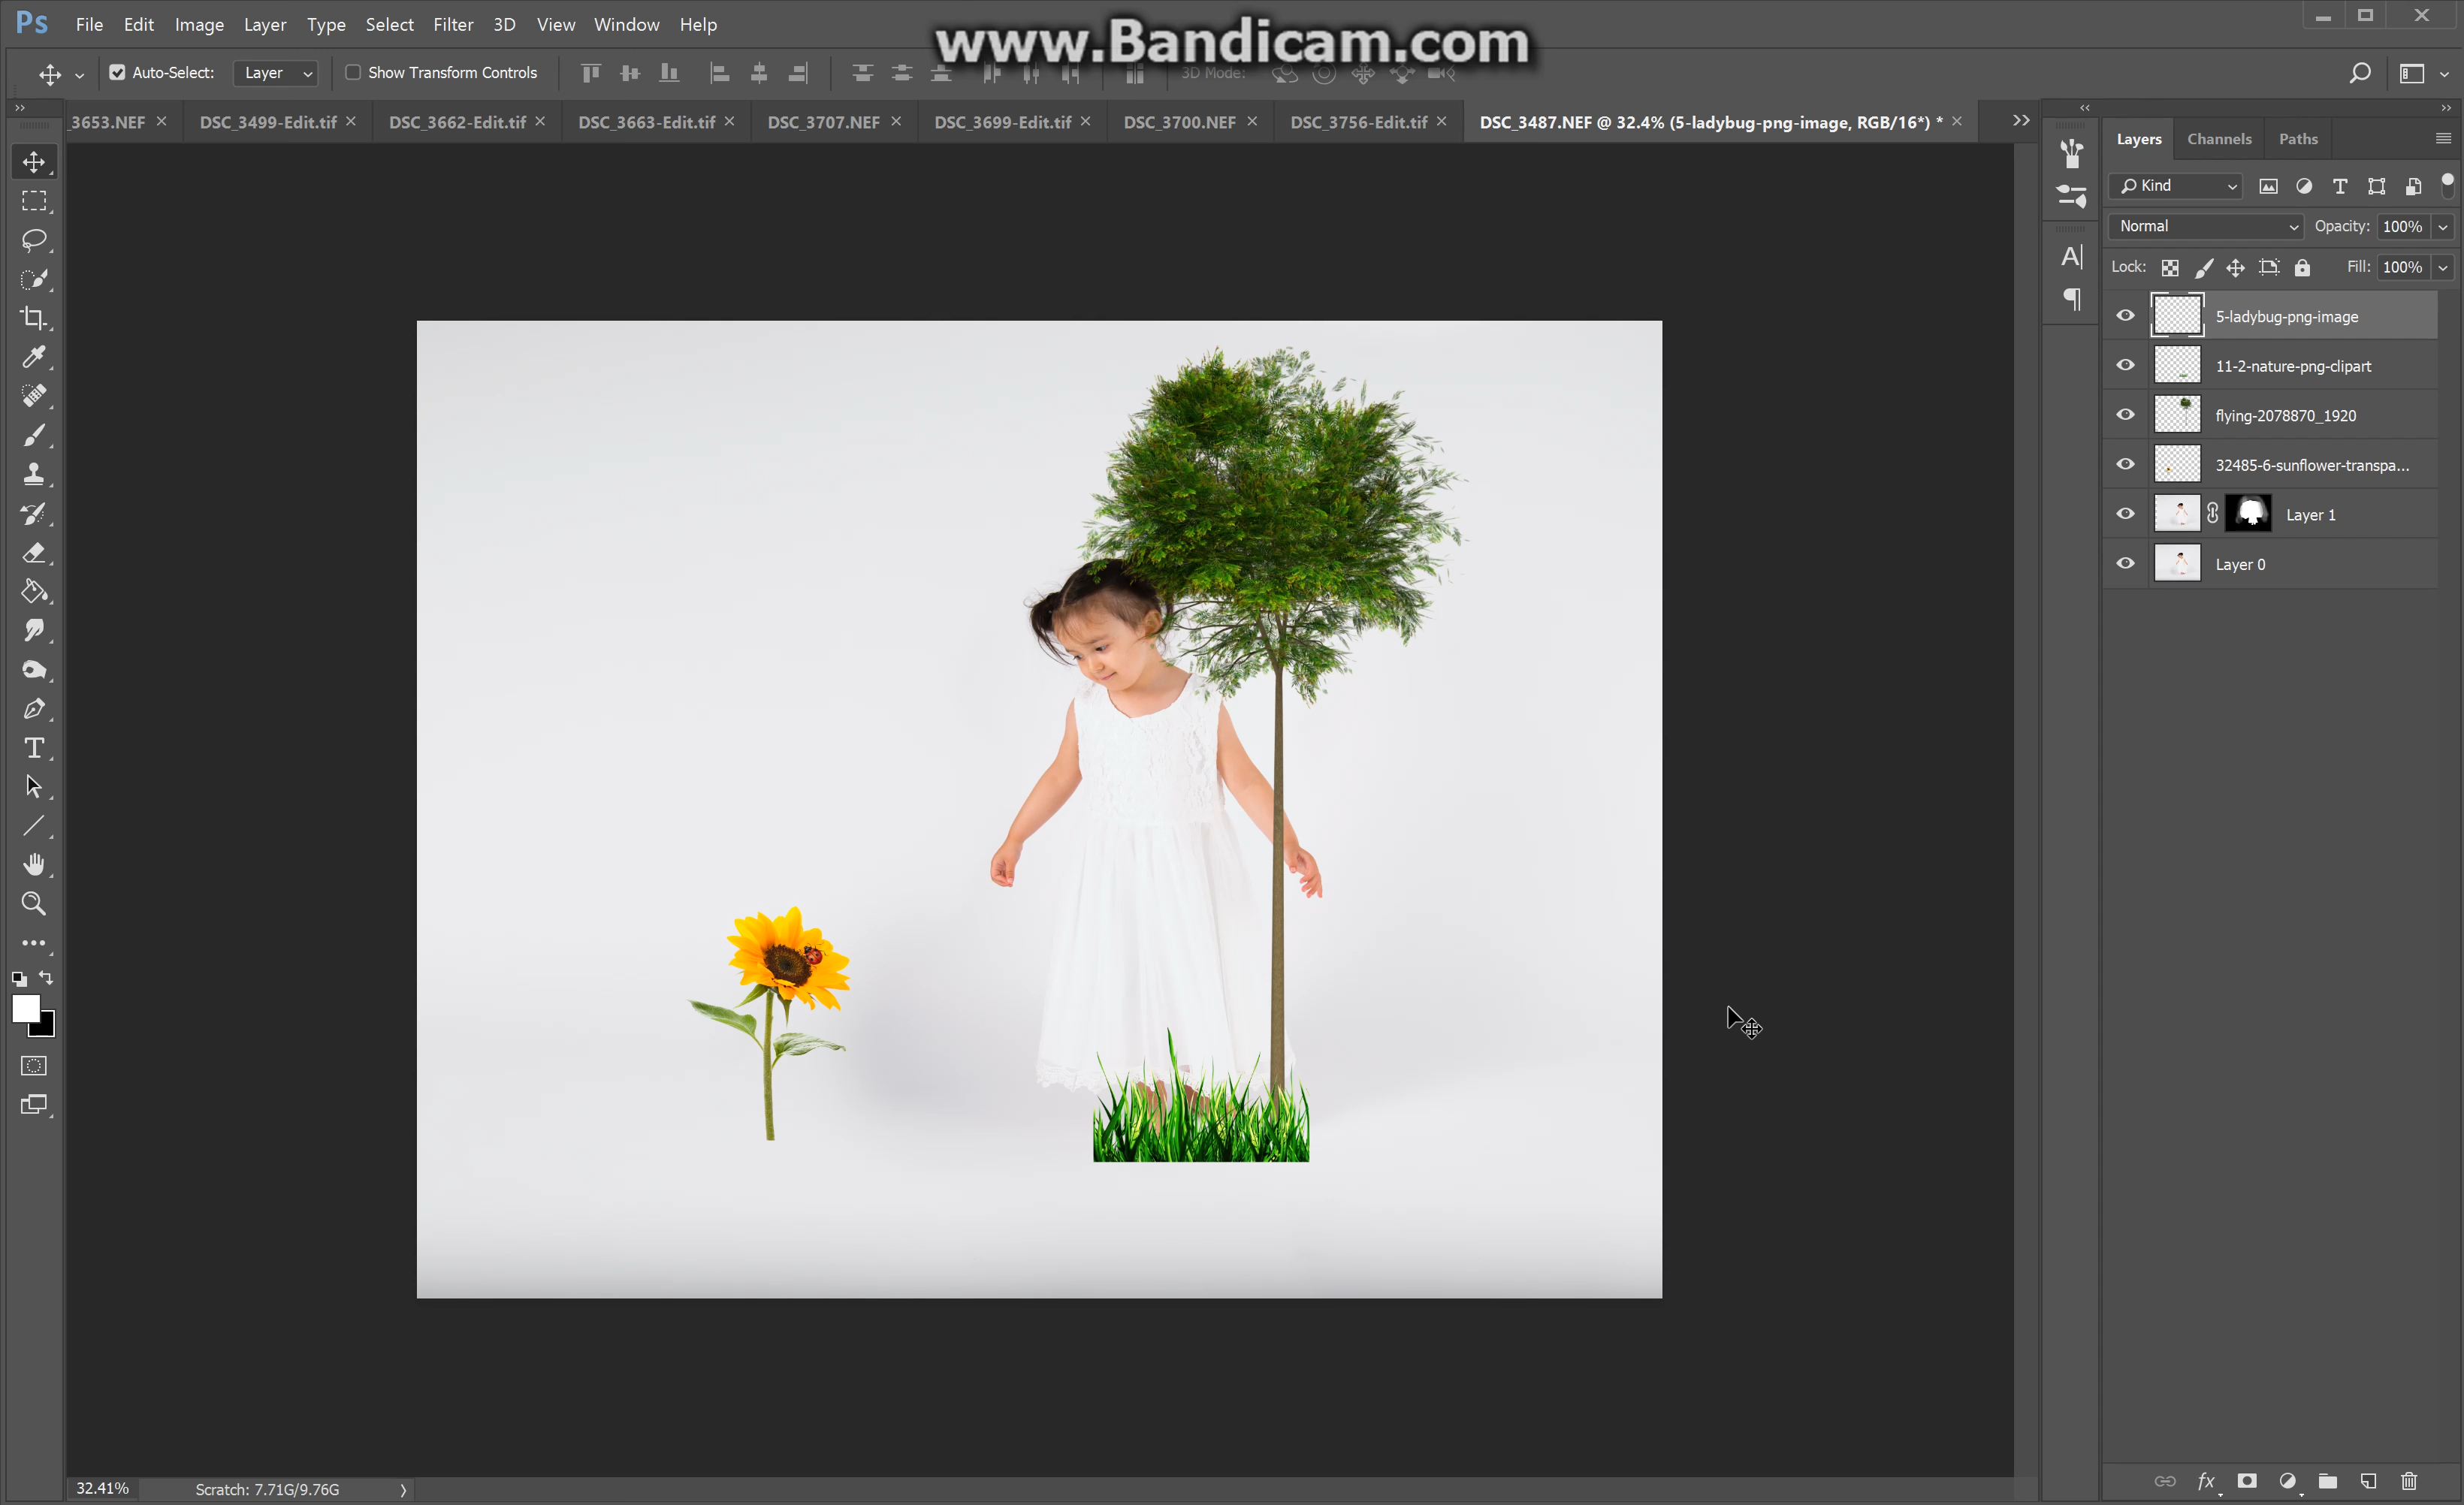 Ps File Edit Image Layer Type Select Filter 3D View Window Help
www.Bandicam.com
Auto-Select: Layer Show Transform Controls 3D Mode:
_3653.NEF × DSC_3499-Edit.tif × DSC_3662-Edit.tif × DSC_3663-Edit.tif × DSC_3707.NEF × DSC_3699-Edit.tif × DSC_3700.NEF × DSC_3756-Edit.tif × DSC_3487.NEF @ 32.4% (5-ladybug-png-image, RGB/16*) * ×
Layers Channels Paths
Kind
Normal Opacity: 100%
Lock: Fill: 100%
5-ladybug-png-image
11-2-nature-png-clipart
flying-2078870_1920
32485-6-sunflower-transpa...
Layer 1
Layer 0
32.41% Scratch: 7.71G/9.76G
fx